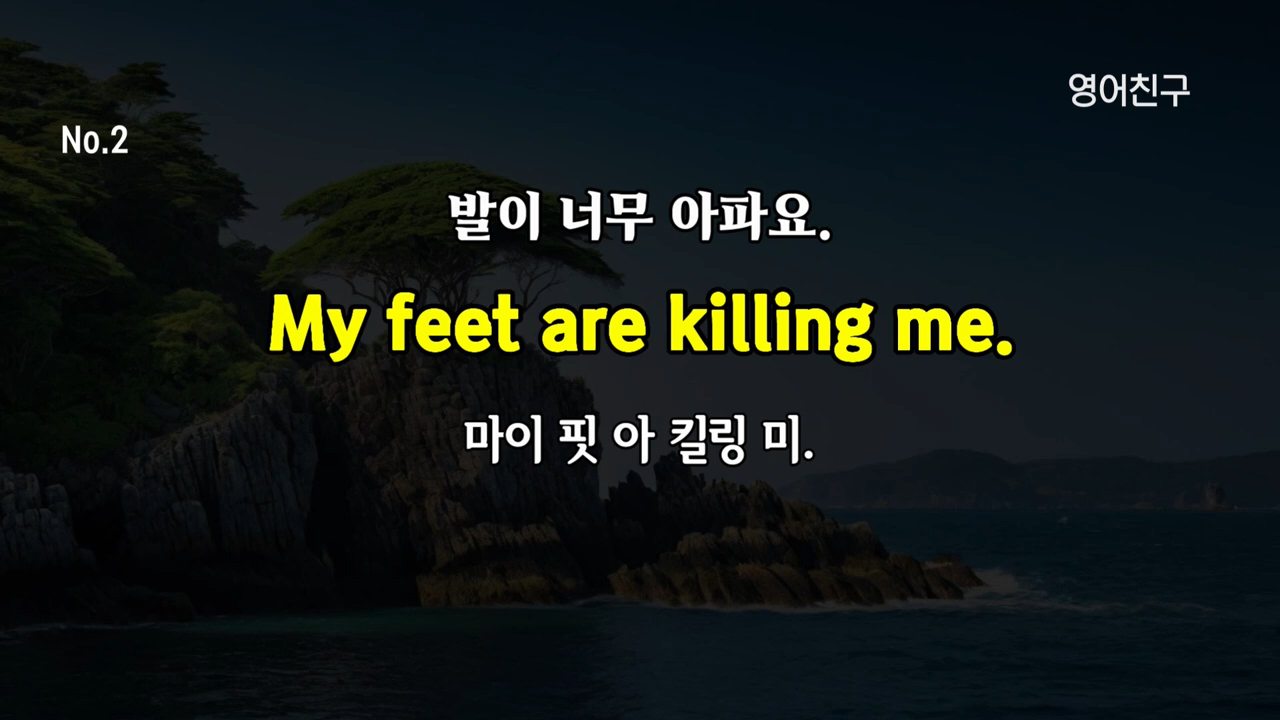 영어친구
No.2
발이 너무 아파요.
My feet are killing me.
마이 핏 아 킬링 미.